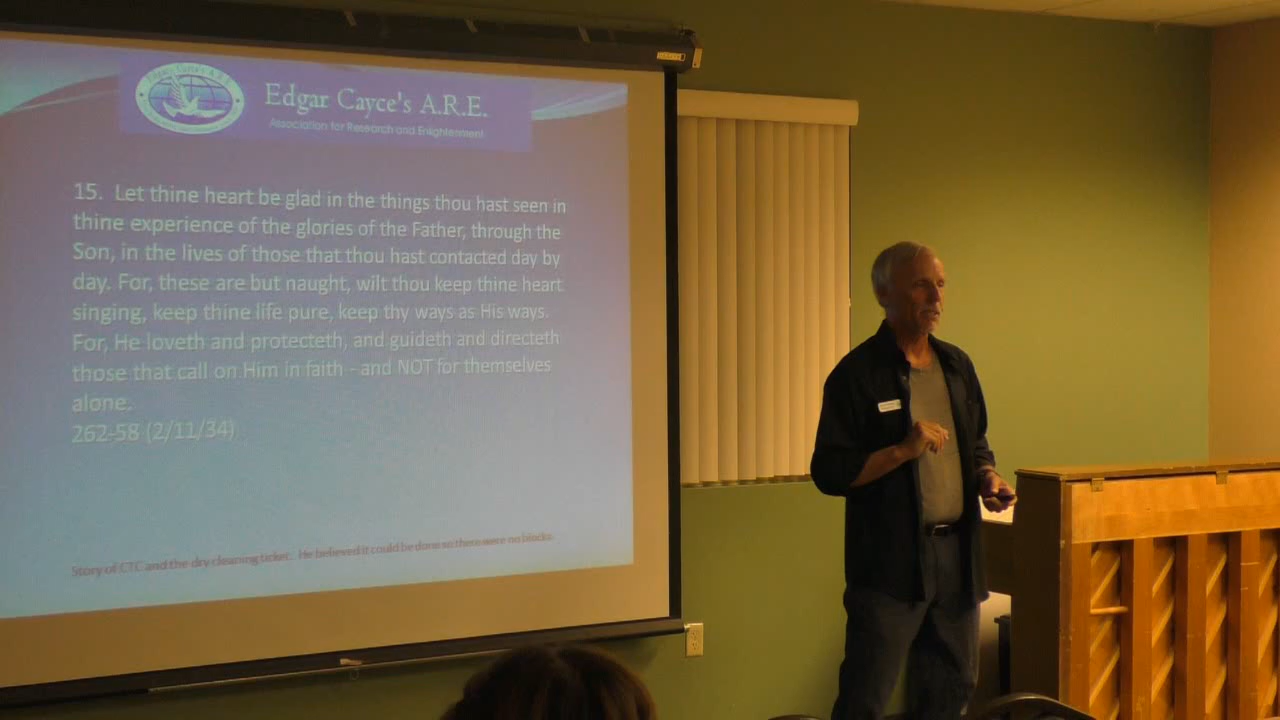 Edgar Cayce's A.R.E.
Association for Research and Enlightenment
15. Let thine heart be glad in the things thou hast seen in
thine experience of the glories of the Father, through the
Son, in the lives of those that thou hast contacted day by
day. For, these are but naught, wilt thou keep thine heart
singing, keep thine life pure, keep thy ways as His ways.
For, He loveth and protecteth, and guideth and directeth
those that call on Him in faith - and NOT for themselves
alone.
262-58 (2/11/34)
Story of CTC and the dry cleaning ticket. He believed it could be done so there were no blocks.